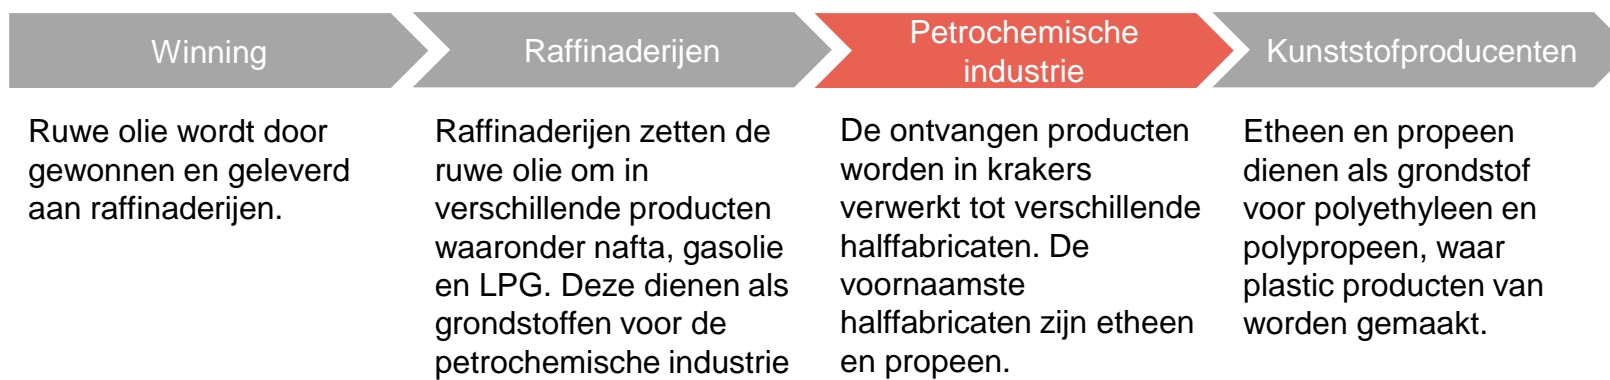 Winning
Raffinaderijen
Petrochemische
industrie
Kunststofproducenten
Ruwe olie wordt door
gewonnen en geleverd
aan raffinaderijen.
Raffinaderijen zetten de
ruwe olie om in
verschillende producten
waaronder nafta, gasolie
en LPG. Deze dienen als
grondstoffen voor de
petrochemische industrie
De ontvangen producten
worden in krakers
verwerkt tot verschillende
halffabricaten. De
voornaamste
halffabricaten zijn etheen
en propeen.
Etheen en propeen
dienen als grondstof
voor polyethyleen en
polypropeen, waar
plastic producten van
worden gemaakt.